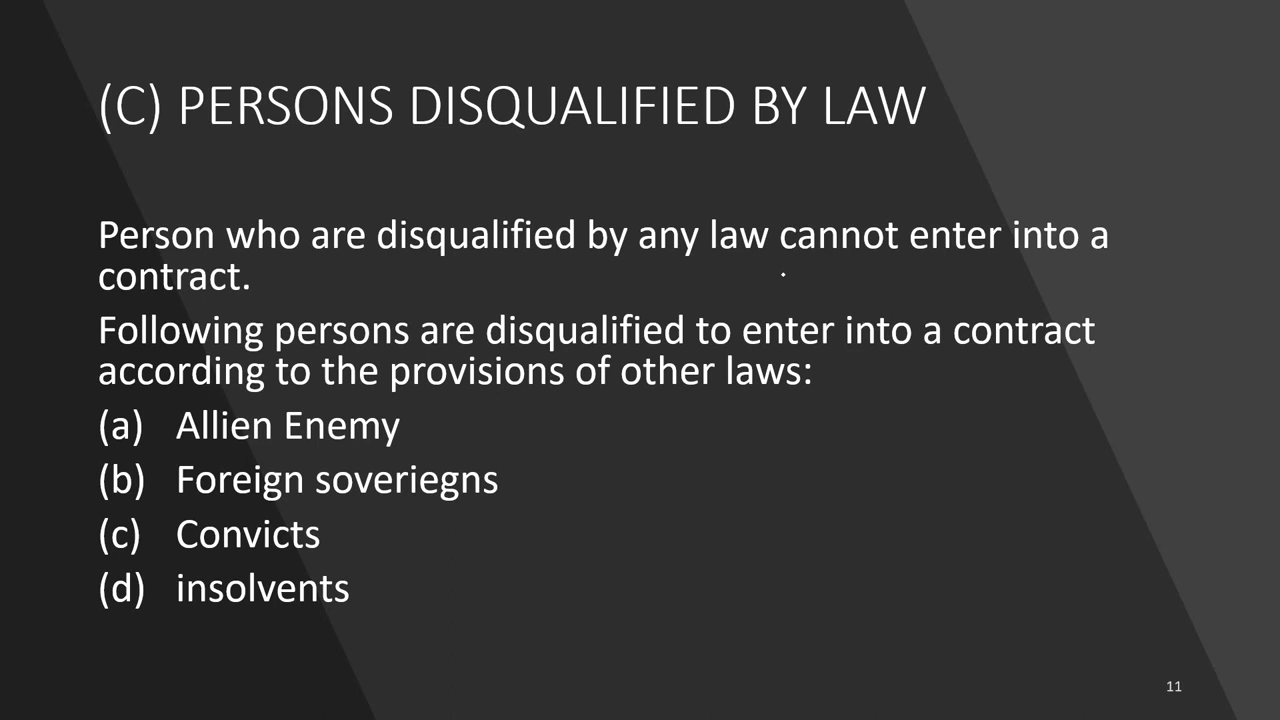 (C) PERSONS DISQUALIFIED BY LAW
Person who are disqualified by any law cannot enter into a
contract.
Following persons are disqualified to enter into a contract
according to the provisions of other laws:
(a) Allien Enemy
(b) Foreign soveriegns
(c) Convicts
(d) insolvents
11